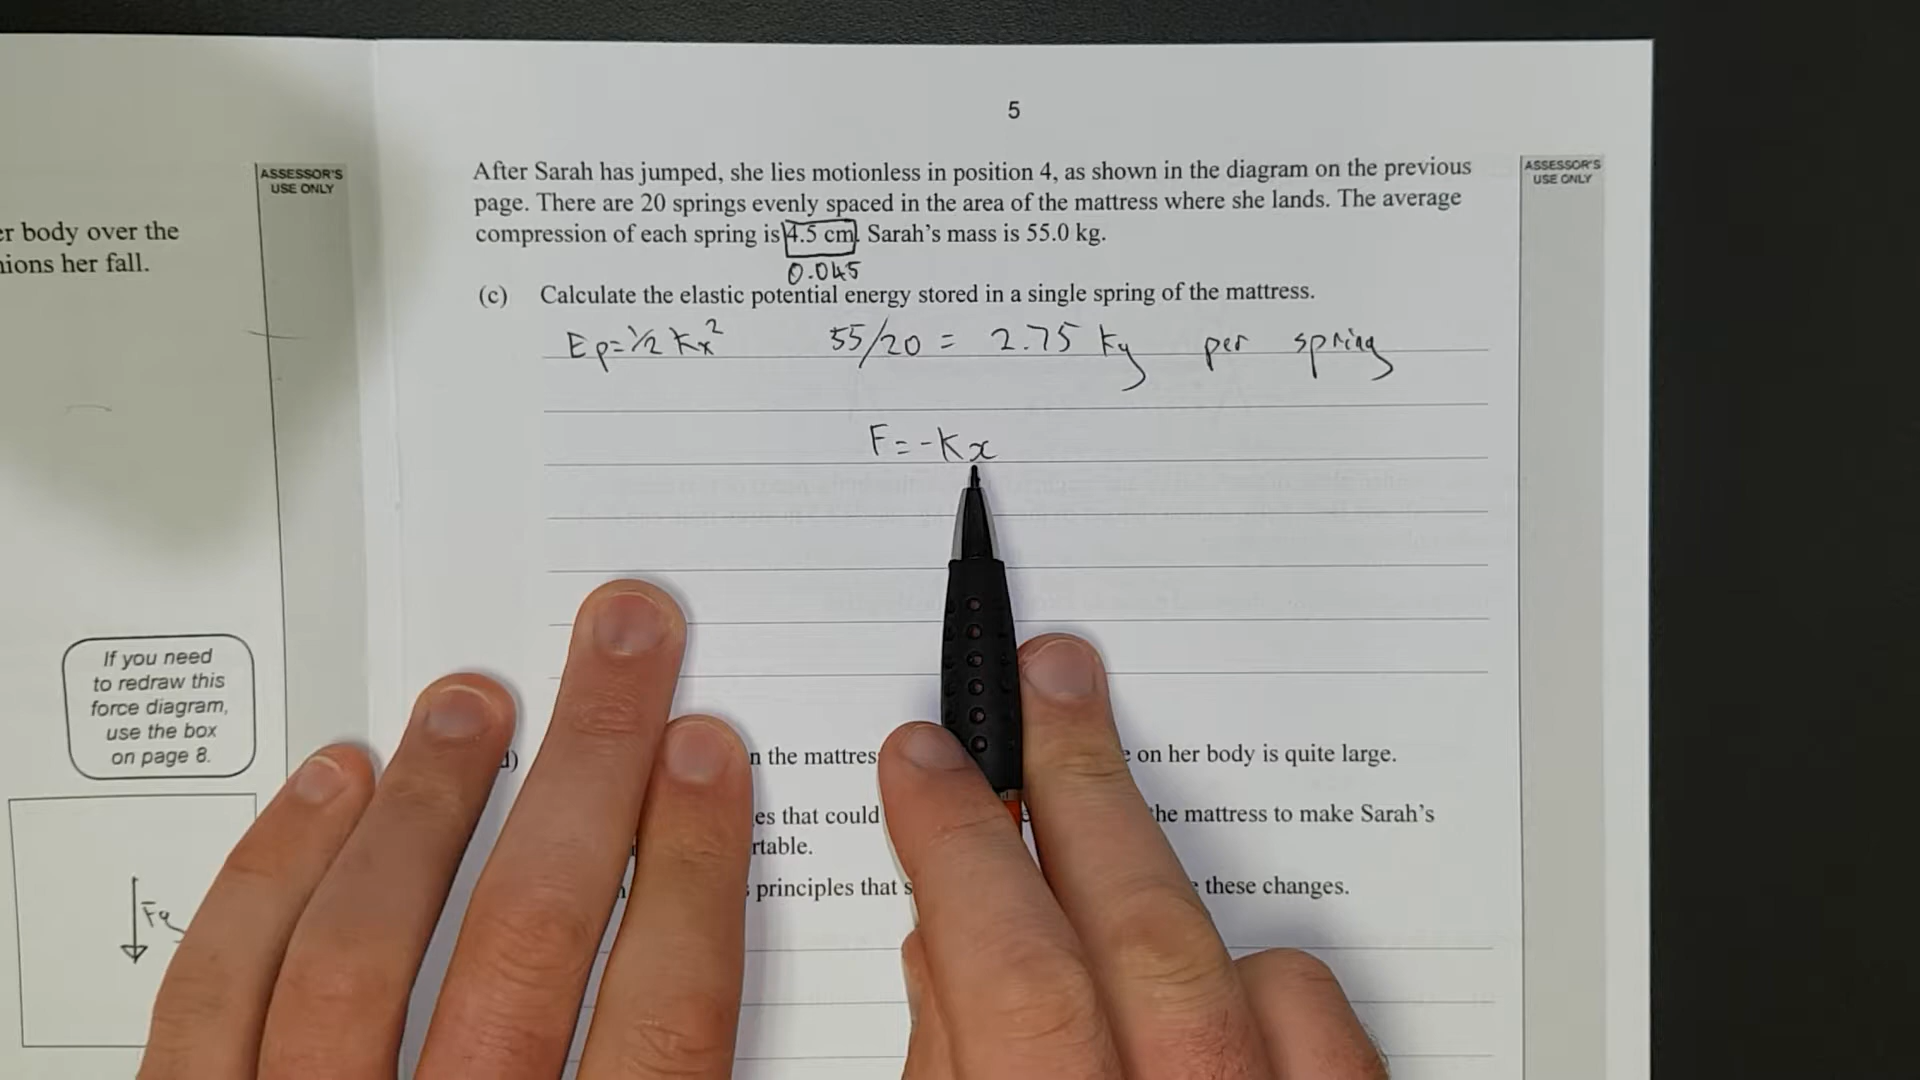 5
ASSESSOR'S
USE ONLY
er body over the
nions her fall.
If you need
to redraw this
force diagram,
use the box
on page 8.
Fg
After Sarah has jumped, she lies motionless in position 4, as shown in the diagram on the previous
page. There are 20 springs evenly spaced in the area of the mattress where she lands. The average
compression of each spring is 4.5 cm. Sarah's mass is 55.0 kg.
0.045
(c) Calculate the elastic potential energy stored in a single spring of the mattress.
Ep=½Kx² 55/20 = 2.75 Kg per spring
F=-Kx
n the mattres on her body is quite large.
es that could he mattress to make Sarah's
rtable.
principles that s these changes.
ASSESSOR'S
USE ONLY